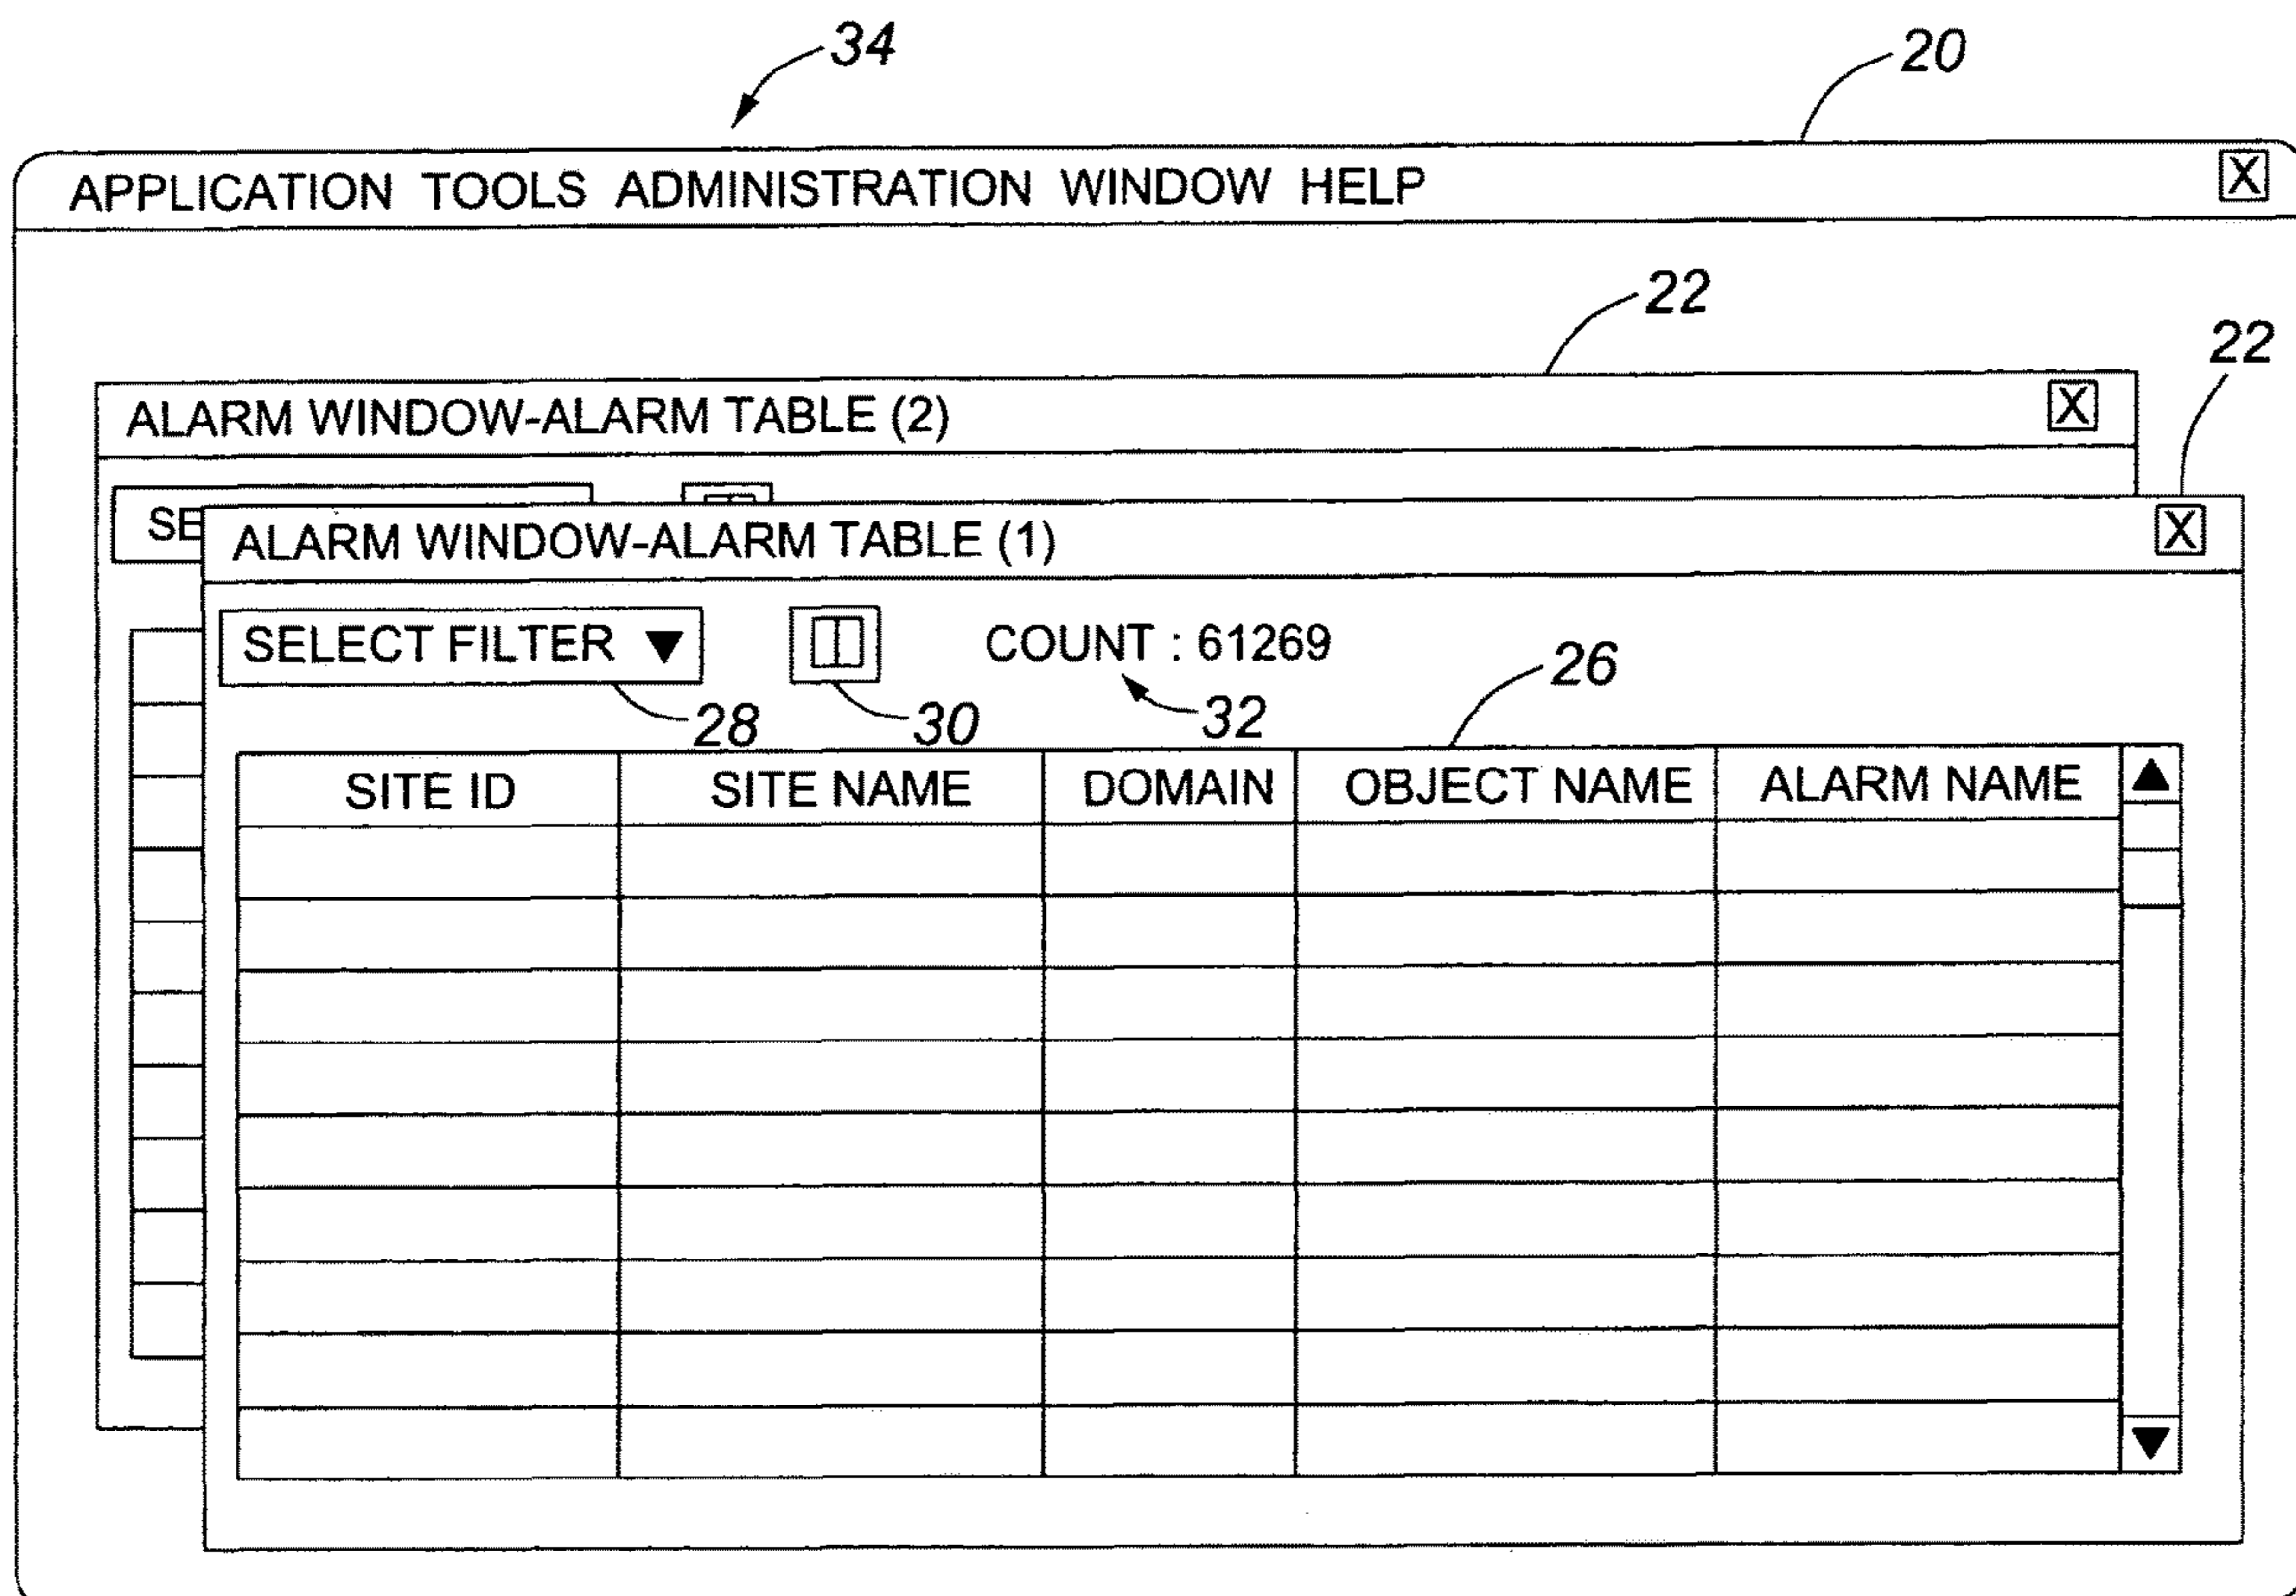 34
20
APPLICATION TOOLS ADMINISTRATION WINDOW HELP X
22
22
ALARM WINDOW-ALARM TABLE (2) X
SE
ALARM WINDOW-ALARM TABLE (1) X
SELECT FILTER ▼ COUNT : 61269
26
28 30 32
SITE ID SITE NAME DOMAIN OBJECT NAME ALARM NAME